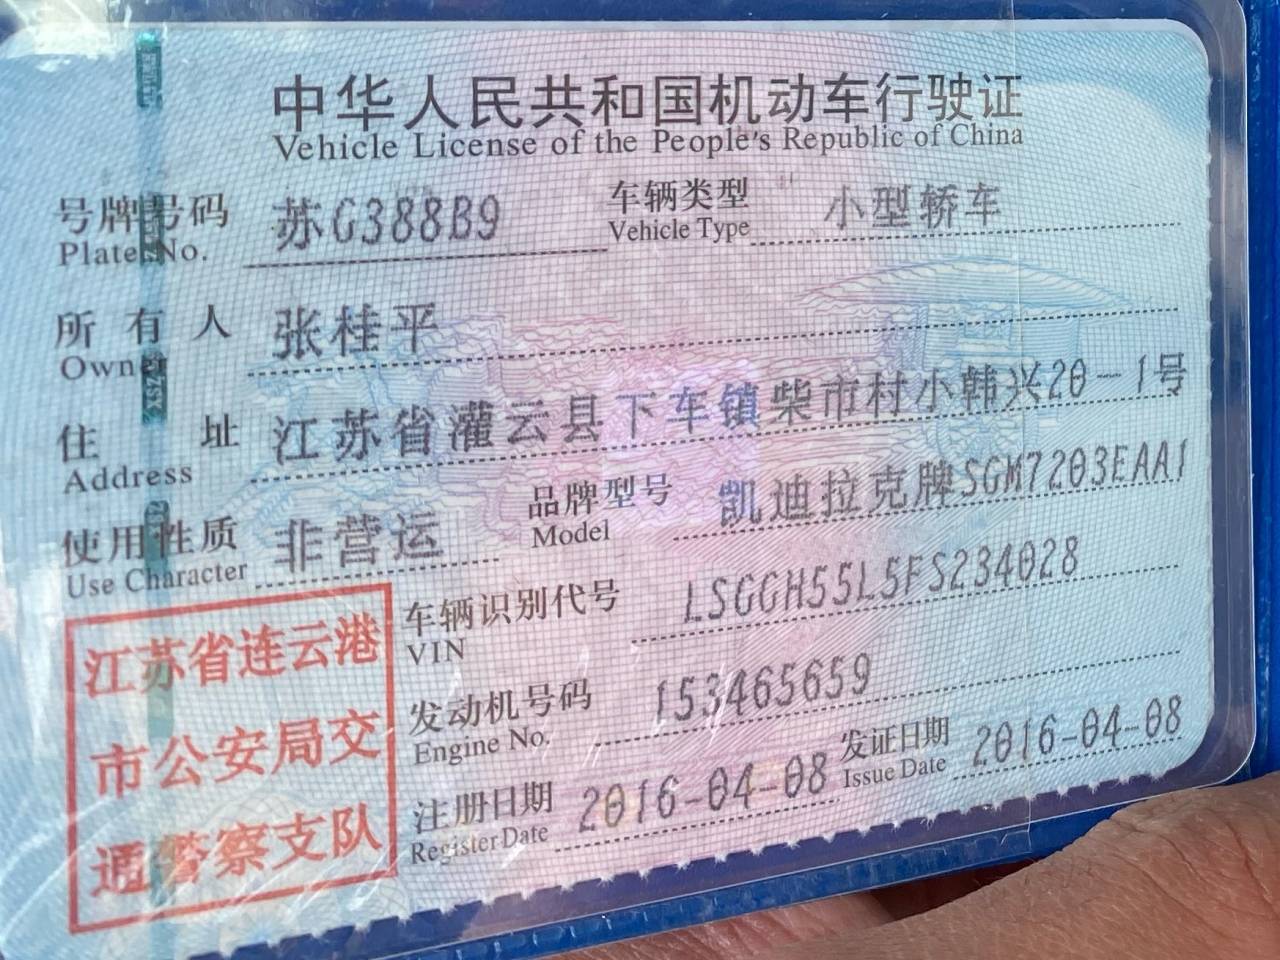 中华人民共和国机动车行驶证
Vehicle License of the People's Republic of China
号牌号码 苏G388B9 车辆类型 小型轿车
Plate No. Vehicle Type
所有人 张桂平
Owner
住址 江苏省灌云县下车镇柴市村小韩兴20-1号
Address
使用性质 非营运 品牌型号 凯迪拉克牌SGM7203EAA1
Use Character Model
江苏省连云港
市公安局交
通警察支队
车辆识别代号 LSGGH55L5FS234028
VIN
发动机号码 153465659
Engine No.
注册日期 2016-04-08 发证日期 2016-04-08
Register Date Issue Date